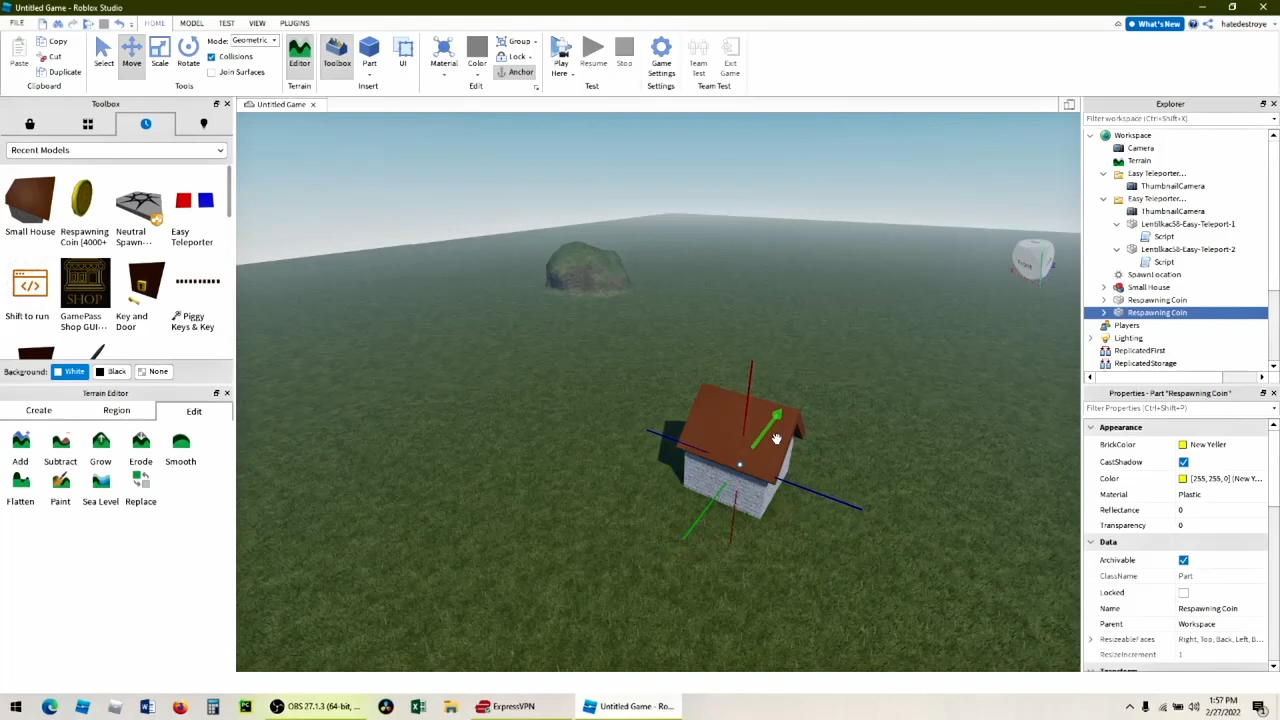 Untitled Game - Roblox Studio
FILE
HOME MODEL TEST VIEW PLUGINS
What's New
hatedestroye
Paste
Copy
Cut
Duplicate
Clipboard
Select Move Scale Rotate
Mode: Geometric
Collisions
Join Surfaces
Tools
Editor
Terrain
Toolbox Part UI
Insert
Material Color
Group
Lock
Anchor
Edit
Play Here
Resume Stop
Test
Game Settings
Settings
Team Test
Exit Game
Team Test
Toolbox
Recent Models
Small House
Respawning Coin [4000+
Neutral Spawn-···
Easy Teleporter
Shift to run
SHOP
GamePass Shop GUI···
Key and Door
Piggy Keys & Key
Background: White Black None
Terrain Editor
Create Region Edit
Add Subtract Grow Erode Smooth
Flatten Paint Sea Level Replace
Untitled Game
Front
Explorer
Filter workspace (Ctrl+Shift+X)
Workspace
Camera
Terrain
Easy Teleporter...
ThumbnailCamera
Easy Teleporter...
ThumbnailCamera
Lentilkac58-Easy-Teleport-1
Script
Lentilkac58-Easy-Teleport-2
Script
SpawnLocation
Small House
Respawning Coin
Respawning Coin
Players
Lighting
ReplicatedFirst
ReplicatedStorage
Properties - Part "Respawning Coin"
Filter Properties (Ctrl+Shift+P)
Appearance
BrickColor New Yeller
CastShadow
Color [255, 255, 0] (New Y...
Material Plastic
Reflectance 0
Transparency 0
Data
Archivable
ClassName Part
Locked
Name Respawning Coin
Parent Workspace
ResizeableFaces Right, Top, Back, Left, B...
ResizeIncrement 1
OBS 27.1.3 (64-bit, ...
ExpressVPN
Untitled Game - Ro...
1:57 PM
2/27/2022